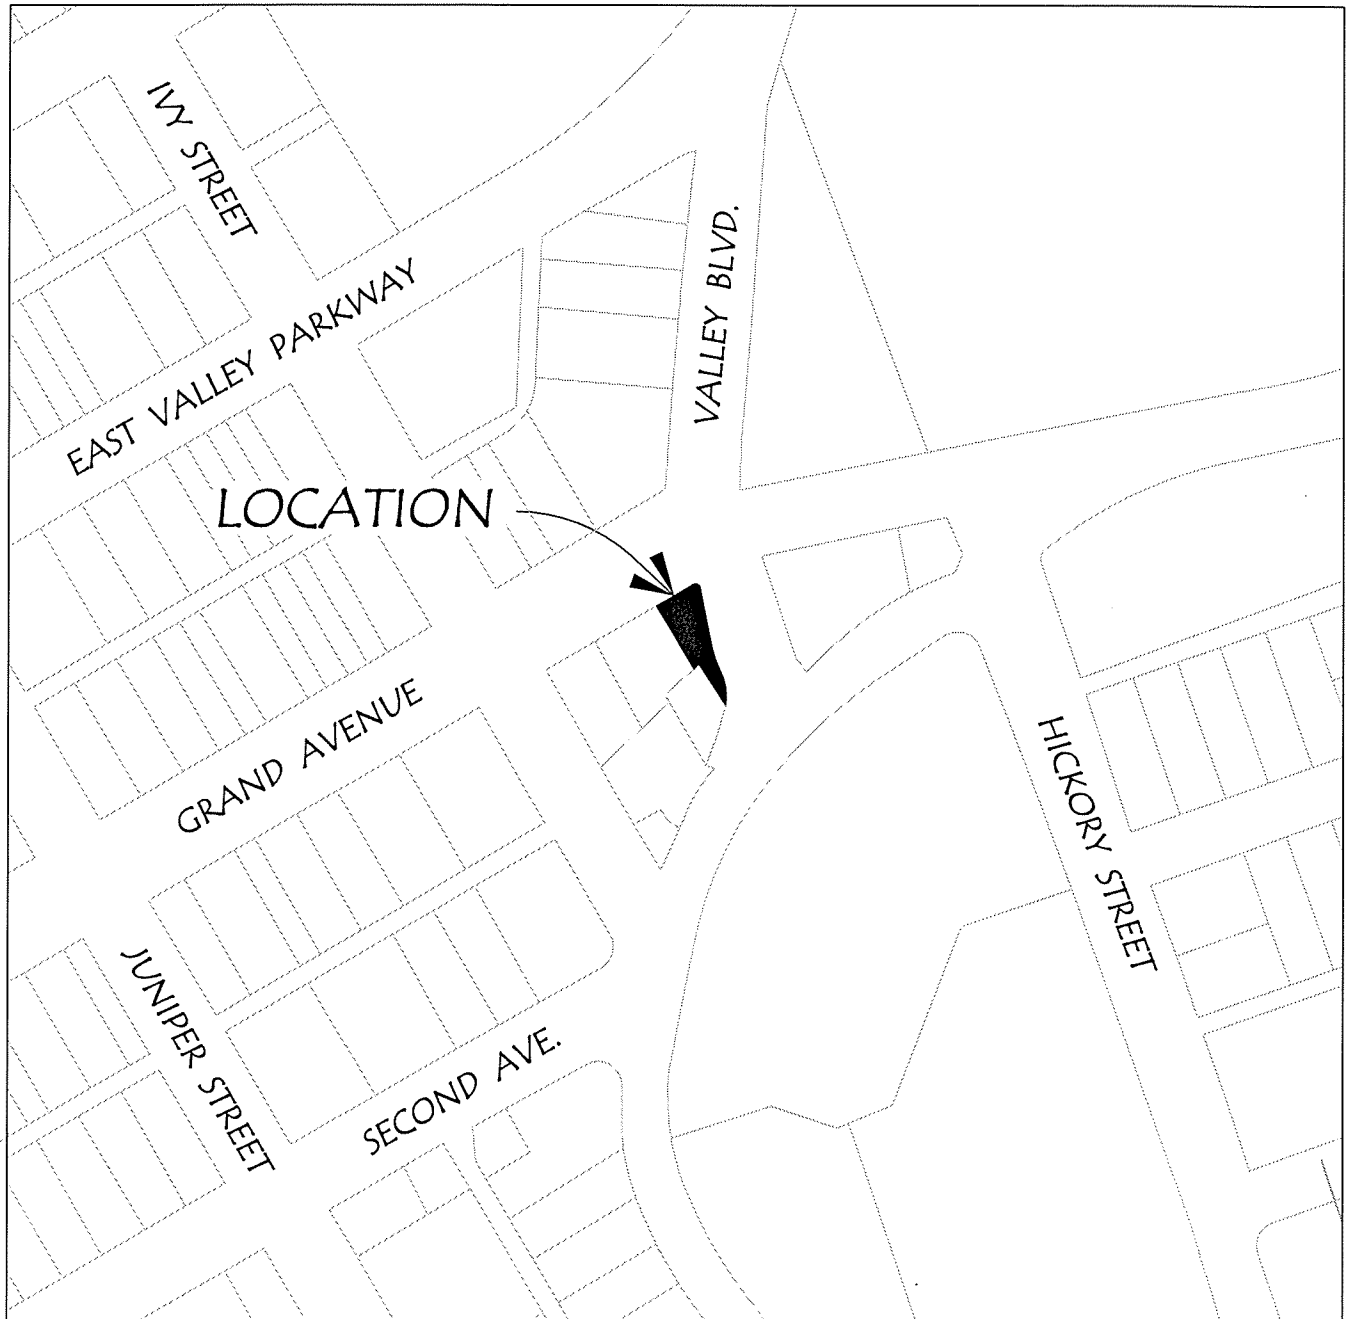 IVY STREET
VALLEY BLVD.
EAST VALLEY PARKWAY
LOCATION
GRAND AVENUE
HICKORY STREET
JUNIPER STREET
SECOND AVE.